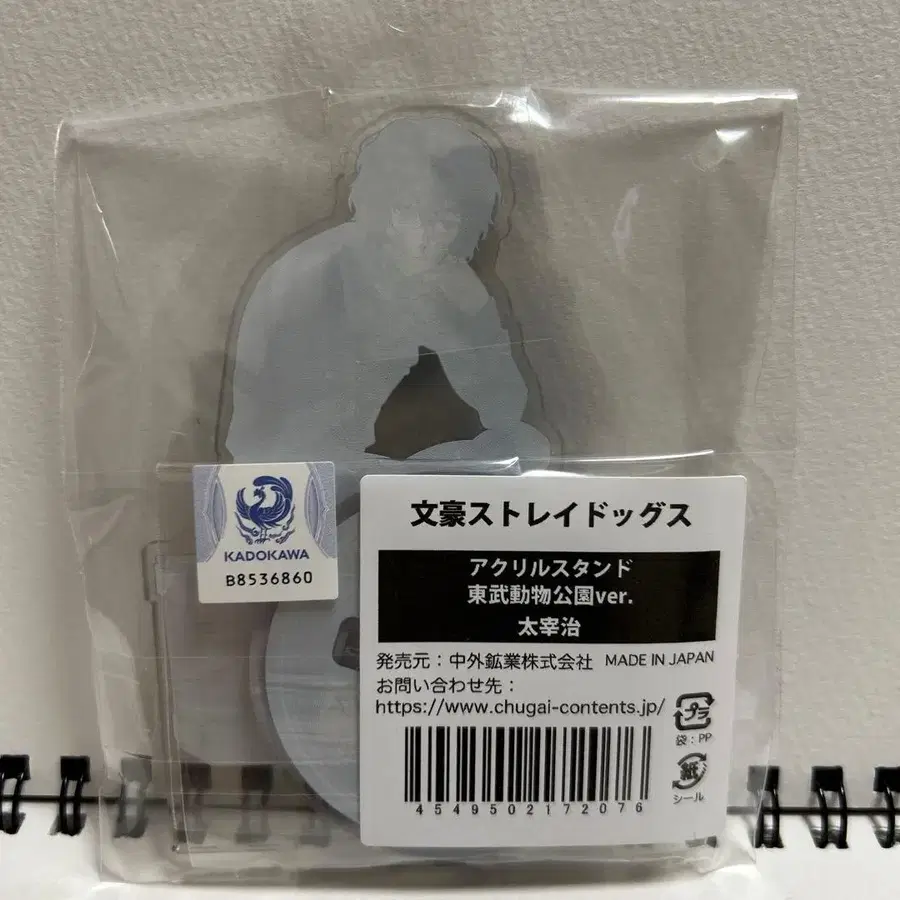 KADOKAWA
B8536860
文豪ストレイドッグス
アクリルスタンド
東武動物公園ver.
太宰治
発売元：中外鉱業株式会社 MADE IN JAPAN
お問い合わせ先：
https://www.chugai-contents.jp/
プラ
袋：PP
紙
シール
4549502172076